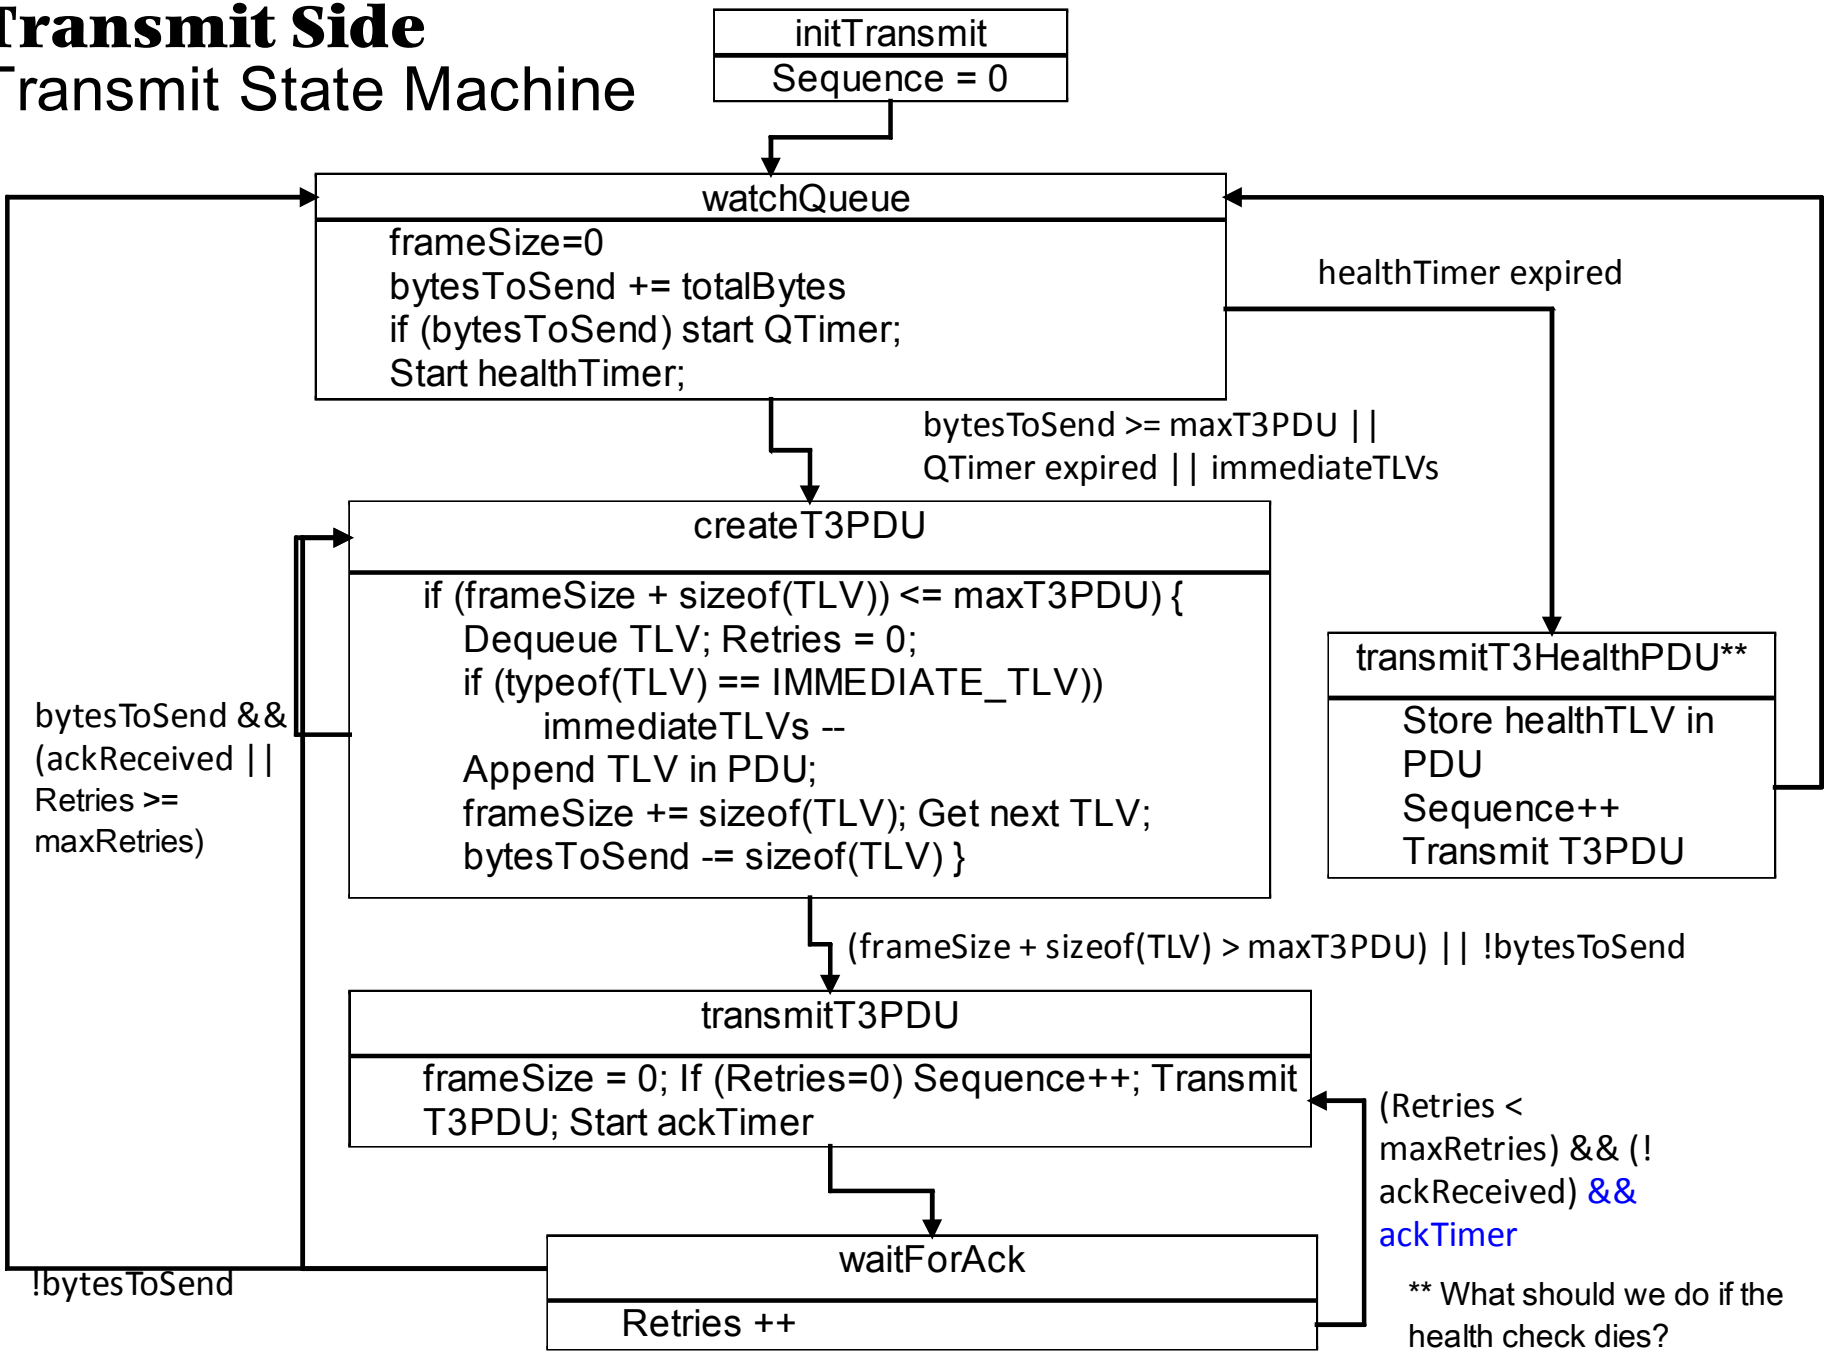 Transmit Side
Transmit State Machine
initTransmit
Sequence = 0
watchQueue
frameSize=0
bytesToSend += totalBytes
if (bytesToSend) start QTimer;
Start healthTimer;
healthTimer expired
bytesToSend >= maxT3PDU ||
QTimer expired || immediateTLVs
createT3PDU
if (frameSize + sizeof(TLV)) <= maxT3PDU) {
Dequeue TLV; Retries = 0;
if (typeof(TLV) == IMMEDIATE_TLV))
immediateTLVs --
Append TLV in PDU;
frameSize += sizeof(TLV); Get next TLV;
bytesToSend -= sizeof(TLV) }
transmitT3HealthPDU**
Store healthTLV in
PDU
Sequence++
Transmit T3PDU
bytesToSend &&
(ackReceived ||
Retries >=
maxRetries)
(frameSize + sizeof(TLV) > maxT3PDU) || !bytesToSend
transmitT3PDU
frameSize = 0; If (Retries=0) Sequence++; Transmit
T3PDU; Start ackTimer
(Retries <
maxRetries) && (!
ackReceived) &&
ackTimer
waitForAck
Retries ++
!bytesToSend
** What should we do if the
health check dies?